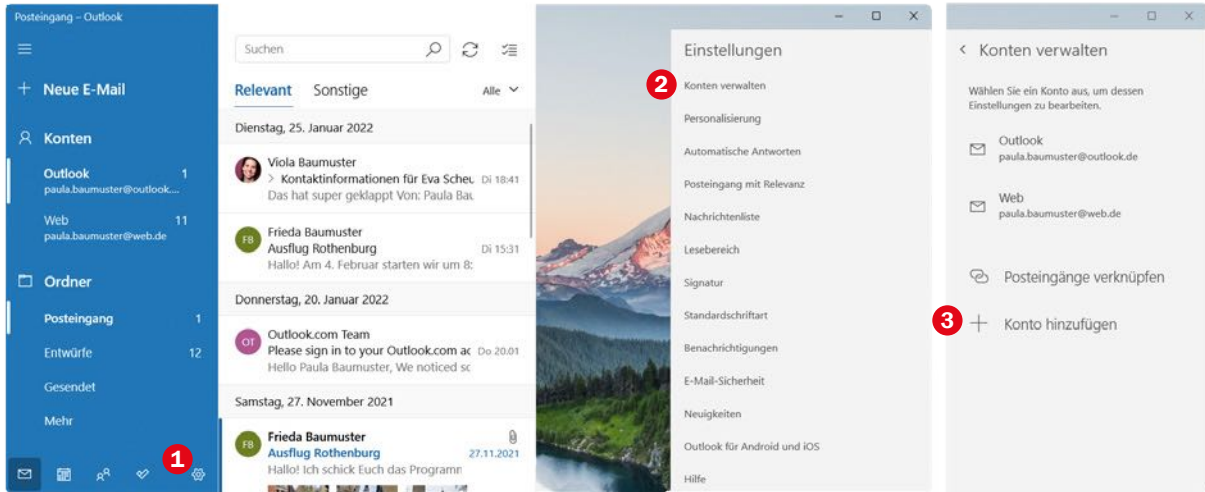 Posteingang – Outlook
Neue E-Mail
Konten
Outlook 1
paula.baumuster@outlook....
Web 11
paula.baumuster@web.de
Ordner
Posteingang 1
Entwürfe 12
Gesendet
Mehr
1
Suchen
Relevant Sonstige Alle
Dienstag, 25. Januar 2022
Viola Baumuster
> Kontaktinformationen für Eva Scheu Di 18:41
Das hat super geklappt Von: Paula Bau
FB
Frieda Baumuster
Ausflug Rothenburg Di 15:31
Hallo! Am 4. Februar starten wir um 8:
Donnerstag, 20. Januar 2022
OT
Outlook.com Team
Please sign in to your Outlook.com ac Do 20.01
Hello Paula Baumuster, We noticed sc
Samstag, 27. November 2021
FB
Frieda Baumuster
Ausflug Rothenburg 27.11.2021
Hallo! Ich schick Euch das Programm
Einstellungen
2 Konten verwalten
Personalisierung
Automatische Antworten
Posteingang mit Relevanz
Nachrichtenliste
Lesebereich
Signatur
Standardschriftart
Benachrichtigungen
E-Mail-Sicherheit
Neuigkeiten
Outlook für Android und iOS
Hilfe
< Konten verwalten
Wählen Sie ein Konto aus, um dessen
Einstellungen zu bearbeiten.
Outlook
paula.baumuster@outlook.de
Web
paula.baumuster@web.de
Posteingänge verknüpfen
3 Konto hinzufügen